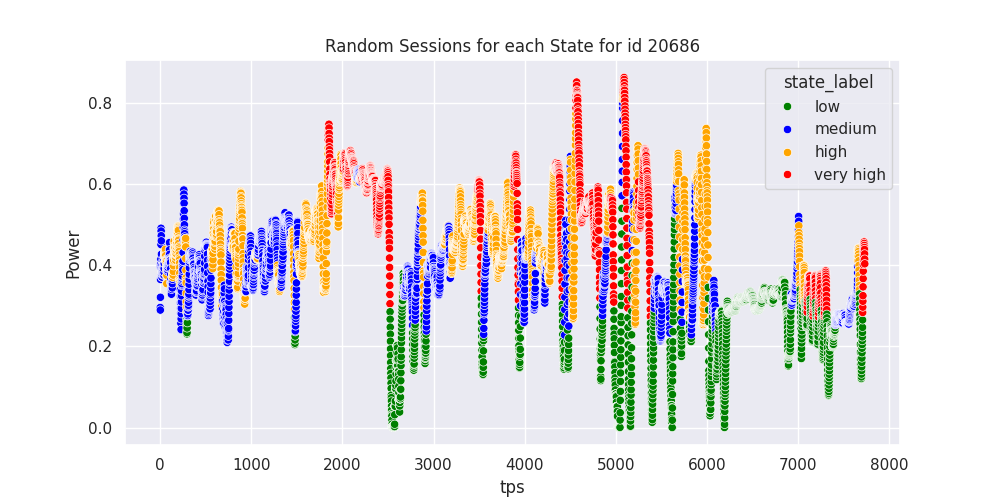 Random Sessions for each State for id 20686
state_label
low
medium
high
very high
Power
0.8
0.6
0.4
0.2
0.0
0 1000 2000 3000 4000 5000 6000 7000 8000
tps